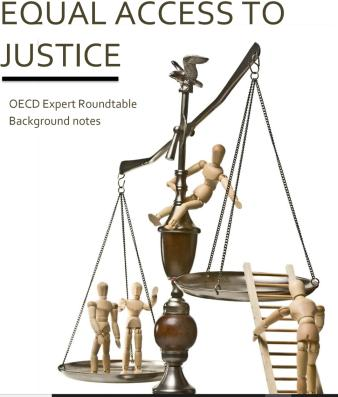 EQUAL ACCESS TO
JUSTICE
OECD Expert Roundtable
Background notes